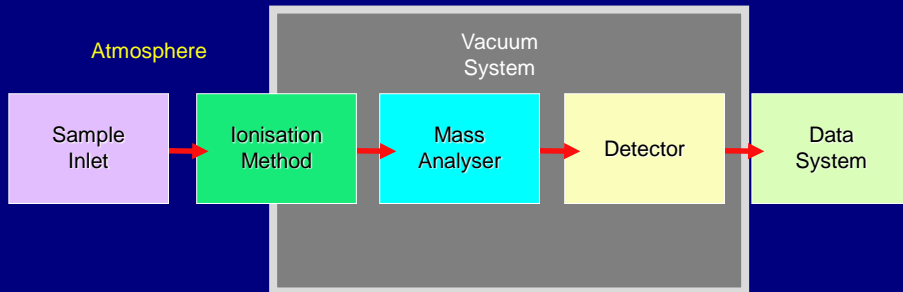 Atmosphere
Vacuum
System
Sample
Inlet
Ionisation
Method
Mass
Analyser
Detector
Data
System